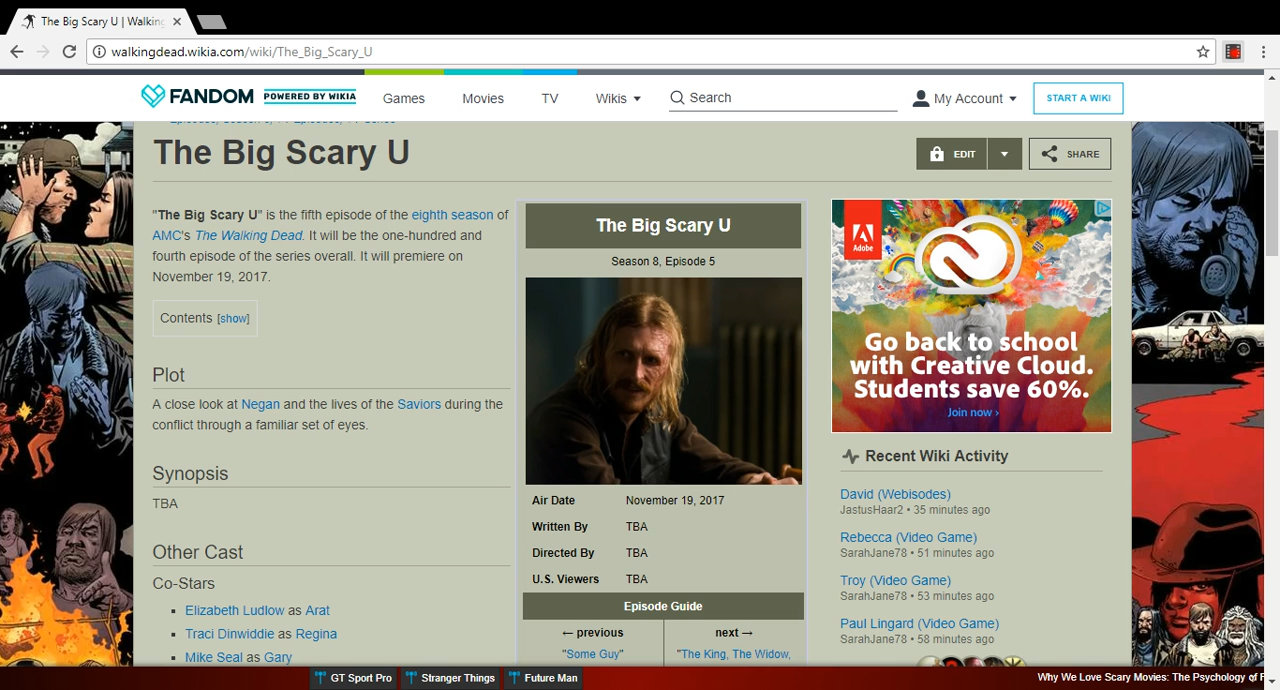 The Big Scary U | Walking
walkingdead.wikia.com/wiki/The_Big_Scary_U
FANDOM POWERED BY WIKIA
Games
Movies
TV
Wikis
Search
My Account
START A WIKI
The Big Scary U
EDIT
SHARE
"The Big Scary U" is the fifth episode of the eighth season of
AMC's The Walking Dead. It will be the one-hundred and
fourth episode of the series overall. It will premiere on
November 19, 2017.
Contents [show]
Plot
A close look at Negan and the lives of the Saviors during the
conflict through a familiar set of eyes.
Synopsis
TBA
Other Cast
Co-Stars
Elizabeth Ludlow as Arat
Traci Dinwiddie as Regina
Mike Seal as Gary
The Big Scary U
Season 8, Episode 5
Air Date November 19, 2017
Written By TBA
Directed By TBA
U.S. Viewers TBA
Episode Guide
← previous
next →
"Some Guy"
"The King, The Widow,
Adobe
Go back to school
with Creative Cloud.
Students save 60%.
Join now ›
Recent Wiki Activity
David (Webisodes)
JastusHaar2 • 35 minutes ago
Rebecca (Video Game)
SarahJane78 • 51 minutes ago
Troy (Video Game)
SarahJane78 • 53 minutes ago
Paul Lingard (Video Game)
SarahJane78 • 58 minutes ago
GT Sport Pro
Stranger Things
Future Man
Why We Love Scary Movies: The Psychology of